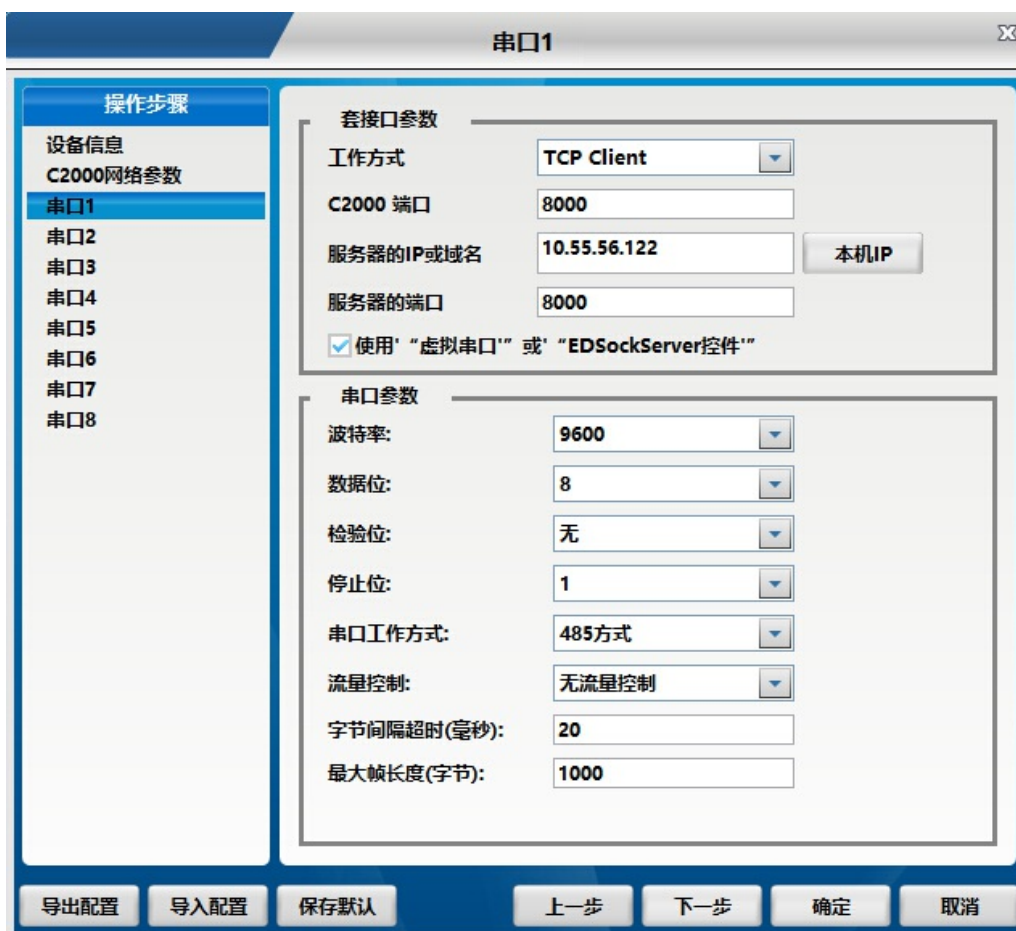 串口1
操作步骤
设备信息
C2000网络参数
串口1
串口2
串口3
串口4
串口5
串口6
串口7
串口8
套接口参数
工作方式 TCP Client
C2000 端口 8000
服务器的IP或域名 10.55.56.122 本机IP
服务器的端口 8000
使用' “虚拟串口'” 或' “EDSockServer控件'”
串口参数
波特率: 9600
数据位: 8
检验位: 无
停止位: 1
串口工作方式: 485方式
流量控制: 无流量控制
字节间隔超时(毫秒): 20
最大帧长度(字节): 1000
导出配置 导入配置 保存默认 上一步 下一步 确定 取消